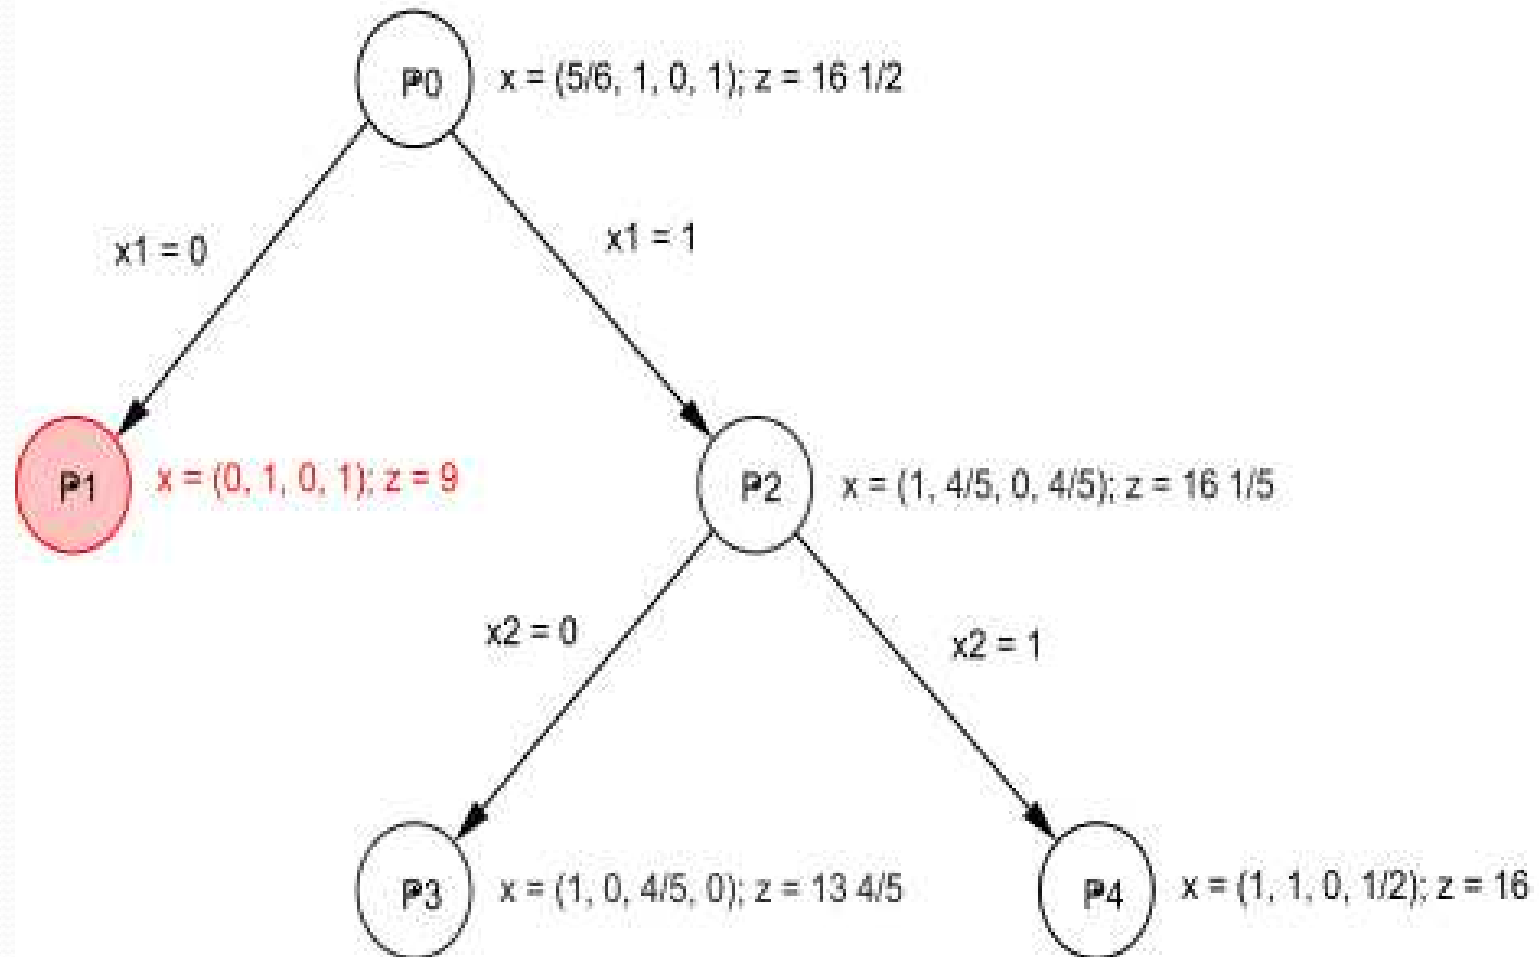 P0
x = (5/6, 1, 0, 1); z = 16 1/2
x1 = 0
x1 = 1
P1
x = (0, 1, 0, 1); z = 9
P2
x = (1, 4/5, 0, 4/5); z = 16 1/5
x2 = 0
x2 = 1
P3
x = (1, 0, 4/5, 0); z = 13 4/5
P4
x = (1, 1, 0, 1/2); z = 16